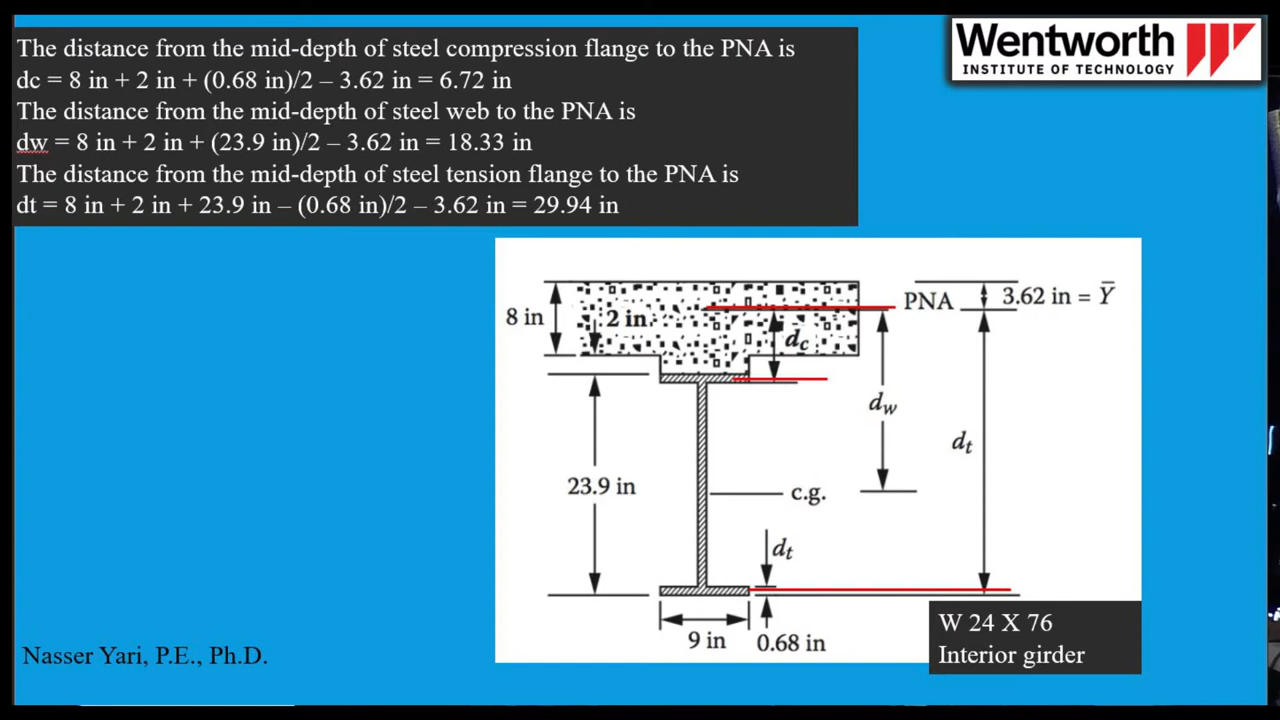 The distance from the mid-depth of steel compression flange to the PNA is
dc = 8 in + 2 in + (0.68 in)/2 – 3.62 in = 6.72 in
The distance from the mid-depth of steel web to the PNA is
dw = 8 in + 2 in + (23.9 in)/2 – 3.62 in = 18.33 in
The distance from the mid-depth of steel tension flange to the PNA is
dt = 8 in + 2 in + 23.9 in – (0.68 in)/2 – 3.62 in = 29.94 in
Wentworth
INSTITUTE OF TECHNOLOGY
PNA
3.62 in = Y̅
8 in
2 in.
dc
dw
dt
23.9 in
c.g.
dt
9 in
0.68 in
W 24 X 76
Interior girder
Nasser Yari, P.E., Ph.D.